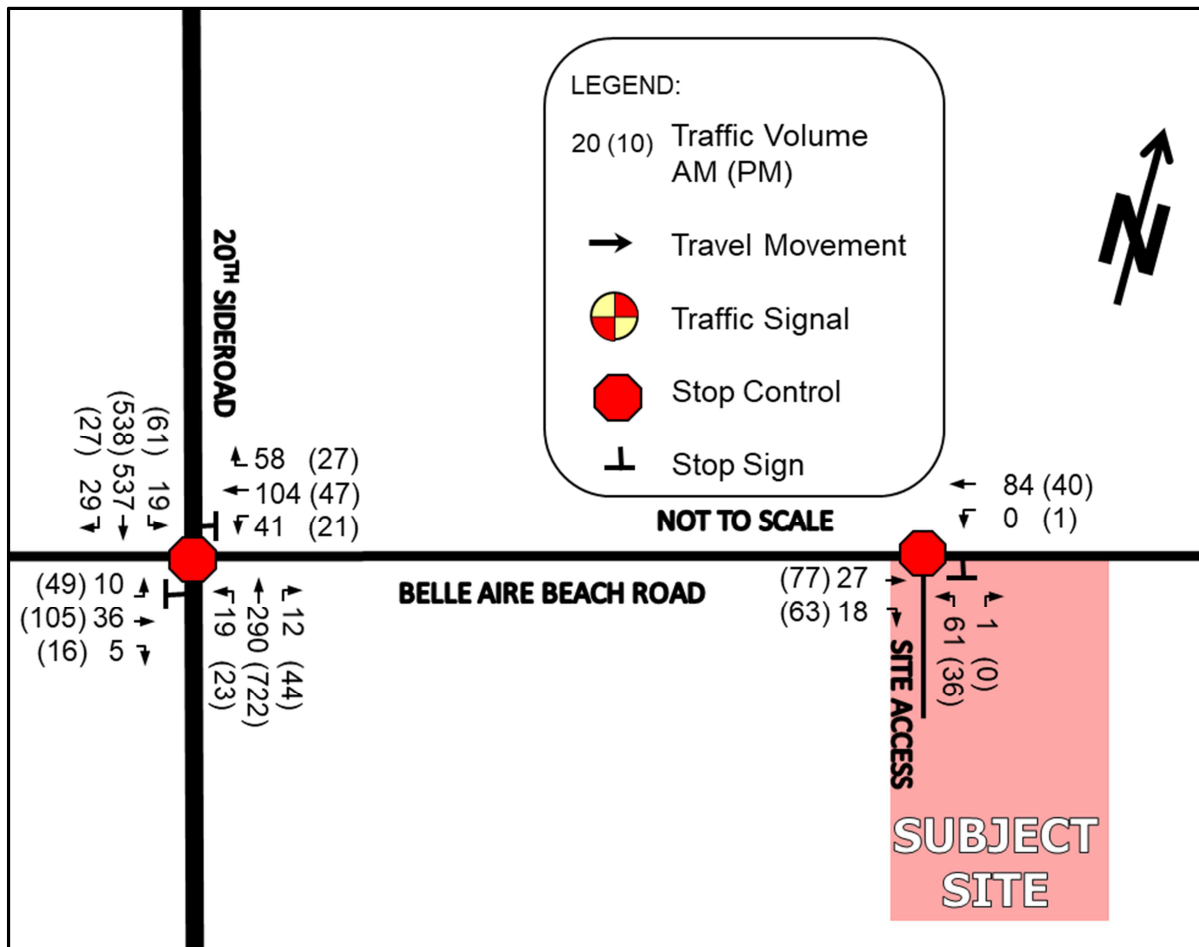 LEGEND:
20 (10) Traffic Volume
AM (PM)
Travel Movement
Traffic Signal
Stop Control
Stop Sign
N
20TH SIDEROAD
(27) 29
(538) 537
(61) 19
58 (27)
104 (47)
41 (21)
NOT TO SCALE
84 (40)
0 (1)
(49) 10
(105) 36
(16) 5
19 (23)
290 (722)
12 (44)
BELLE AIRE BEACH ROAD
(77) 27
(63) 18
61 (36)
1 (0)
SITE ACCESS
SUBJECT
SITE